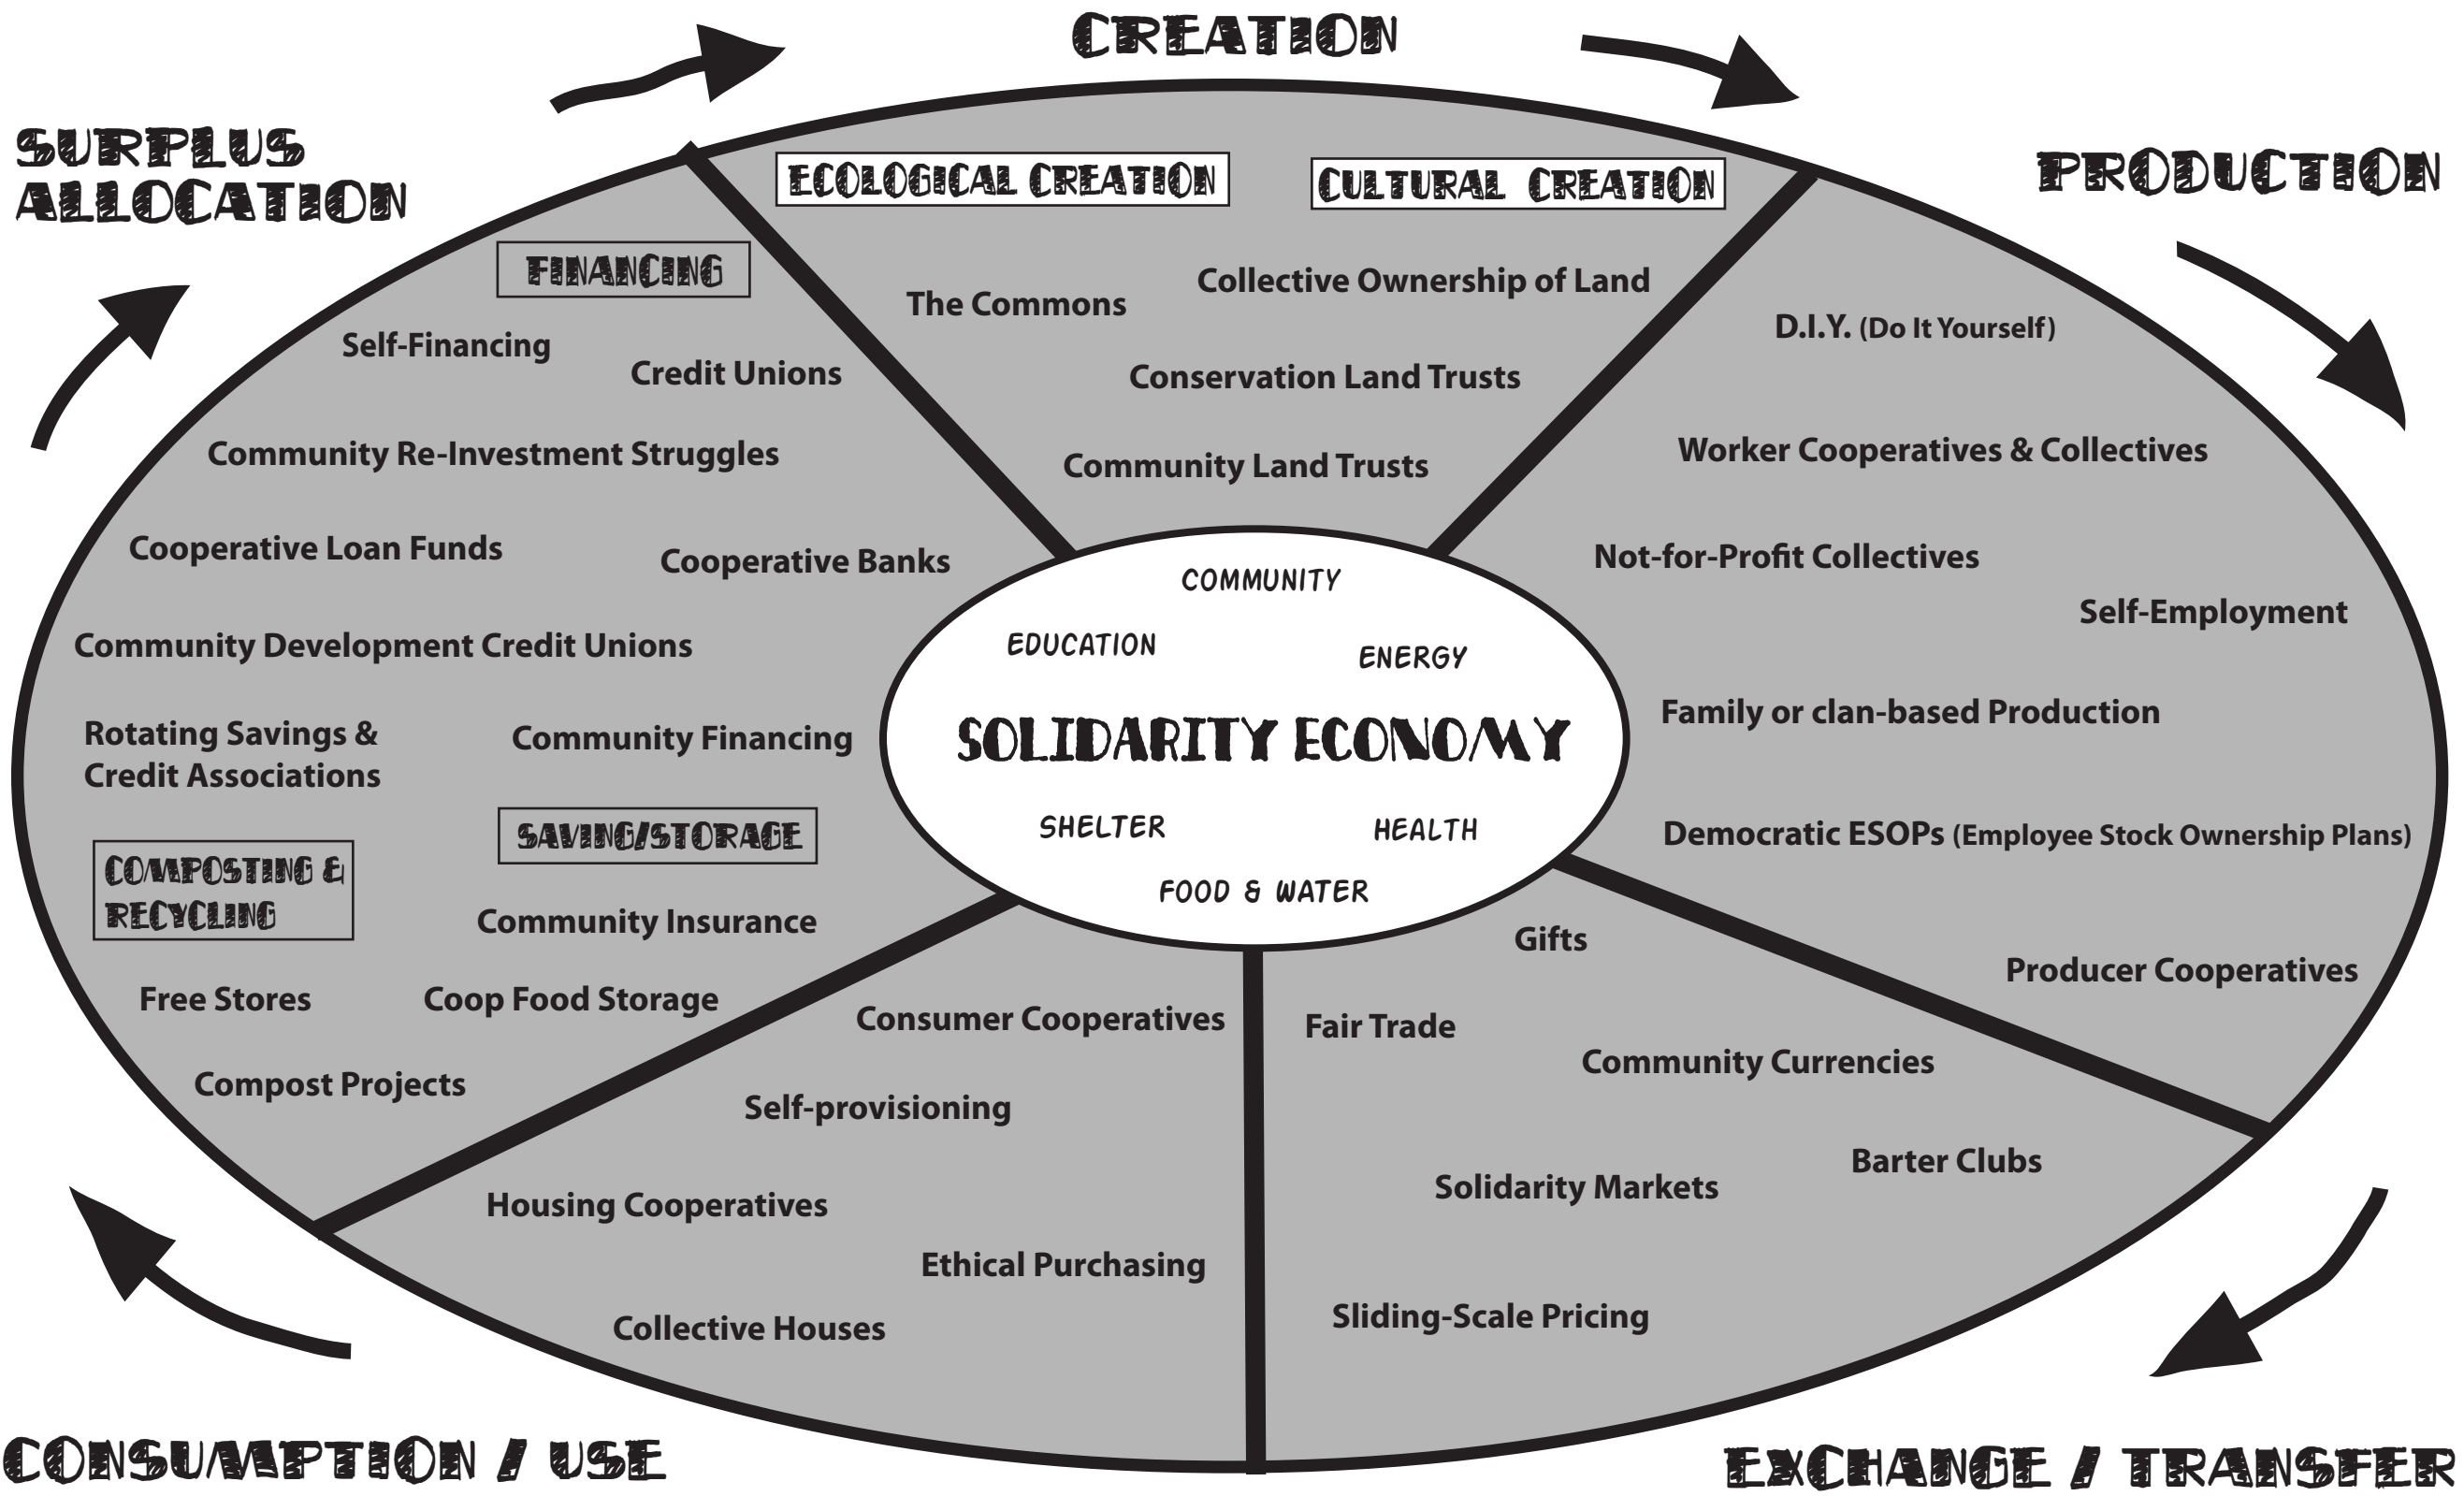 CREATION
SURPLUS
ALLOCATION
PRODUCTION
ECOLOGICAL CREATION
CULTURAL CREATION
The Commons
Collective Ownership of Land
Conservation Land Trusts
Community Land Trusts
D.I.Y. (Do It Yourself)
Worker Cooperatives & Collectives
Not-for-Profit Collectives
Self-Employment
Family or clan-based Production
Democratic ESOPs (Employee Stock Ownership Plans)
Producer Cooperatives
Gifts
Fair Trade
Community Currencies
Barter Clubs
Solidarity Markets
Sliding-Scale Pricing
EXCHANGE / TRANSFER
Consumer Cooperatives
Self-provisioning
Housing Cooperatives
Ethical Purchasing
Collective Houses
CONSUMPTION / USE
FINANCING
Self-Financing
Credit Unions
Community Re-Investment Struggles
Cooperative Loan Funds
Cooperative Banks
Community Development Credit Unions
Rotating Savings &
Credit Associations
Community Financing
SAVING/STORAGE
Community Insurance
Coop Food Storage
COMPOSTING &
RECYCLING
Free Stores
Compost Projects
COMMUNITY
EDUCATION
ENERGY
SOLIDARITY ECONOMY
SHELTER
HEALTH
FOOD & WATER